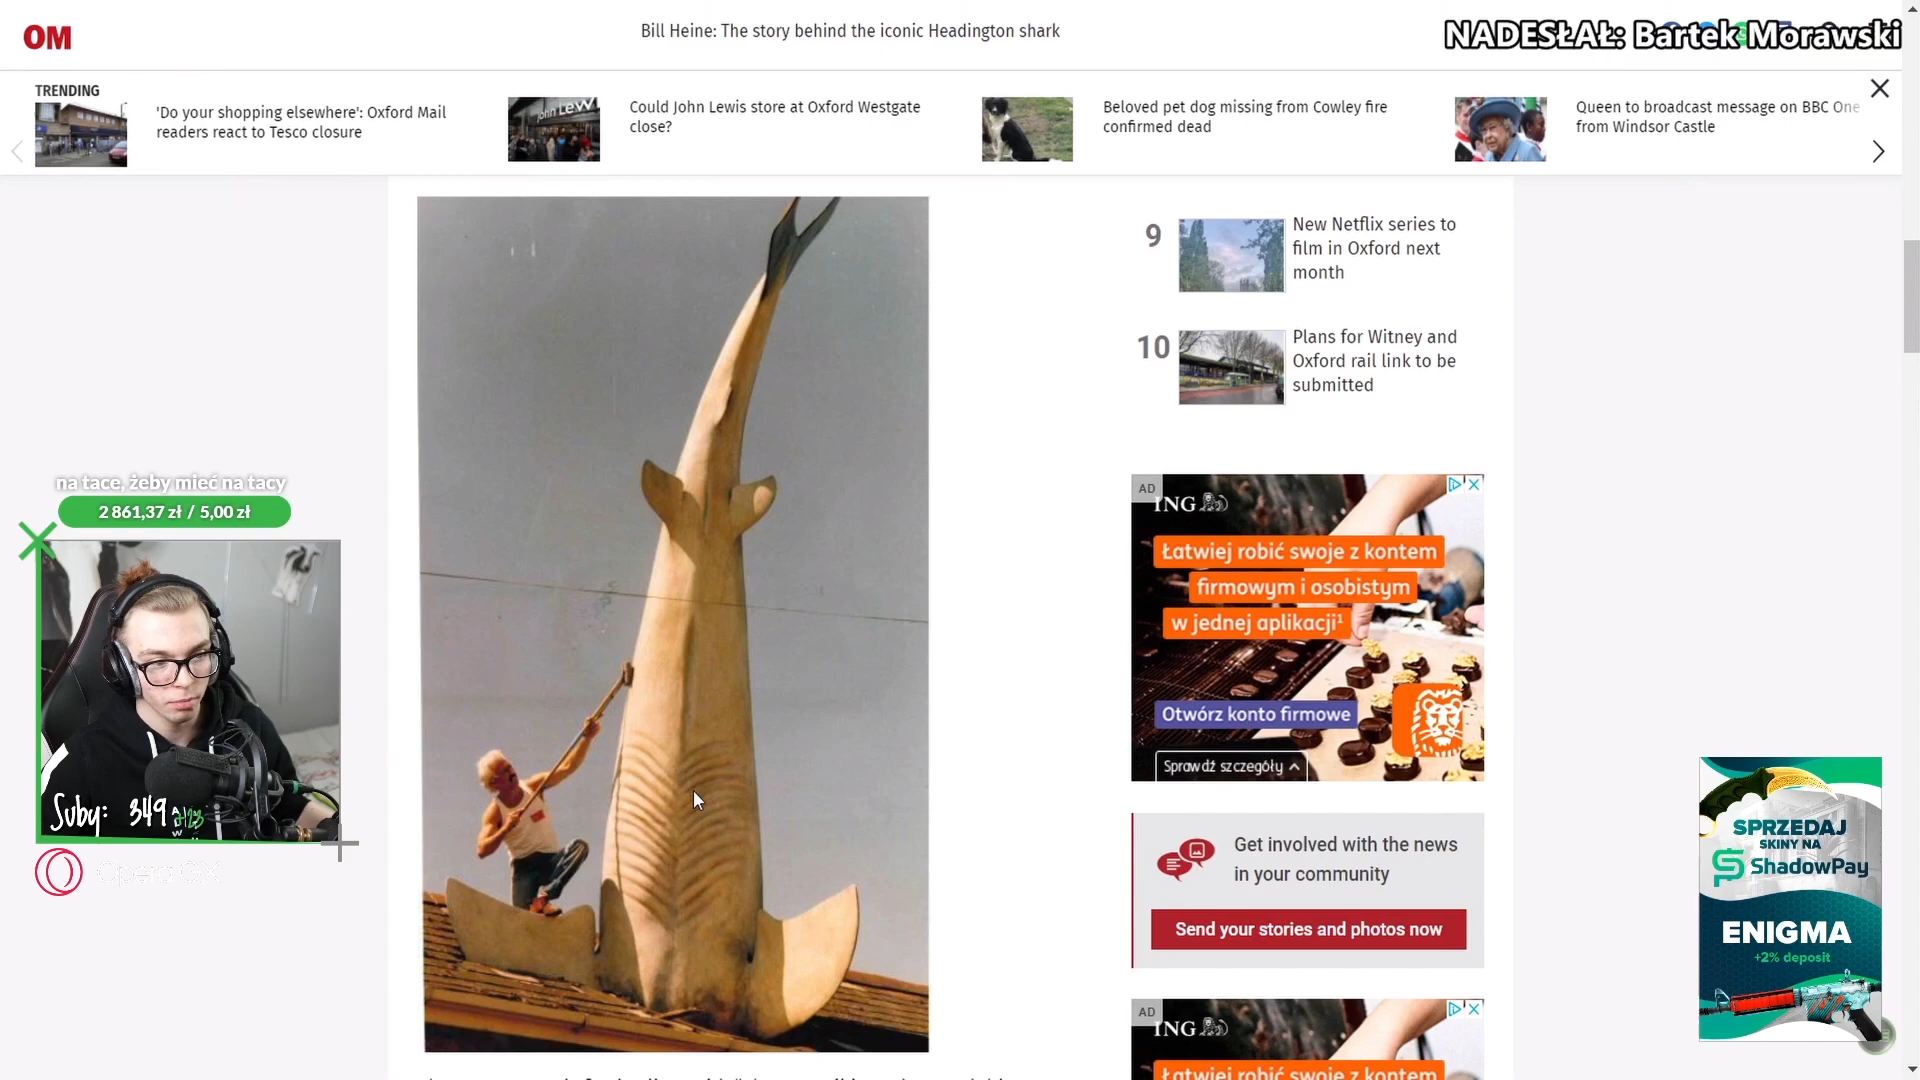 OM
Bill Heine: The story behind the iconic Headington shark
NADESŁAŁ: Bartek Morawski
TRENDING
'Do your shopping elsewhere': Oxford Mail
readers react to Tesco closure
John Lew
Could John Lewis store at Oxford Westgate
close?
Beloved pet dog missing from Cowley fire
confirmed dead
Queen to broadcast message on BBC One
from Windsor Castle
9
New Netflix series to
film in Oxford next
month
10
Plans for Witney and
Oxford rail link to be
submitted
na tace, żeby mieć na tacy
2 861,37 zł / 5,00 zł
Suby: 349
+123
Opera GX
AD
ING
Łatwiej robić swoje z kontem
firmowym i osobistym
w jednej aplikacji¹
Otwórz konto firmowe
Sprawdź szczegóły
Get involved with the news
in your community
Send your stories and photos now
AD
ING
Łatwiej robić swoje z kontem
SPRZEDAJ
SKINY NA
ShadowPay
ENIGMA
+2% deposit